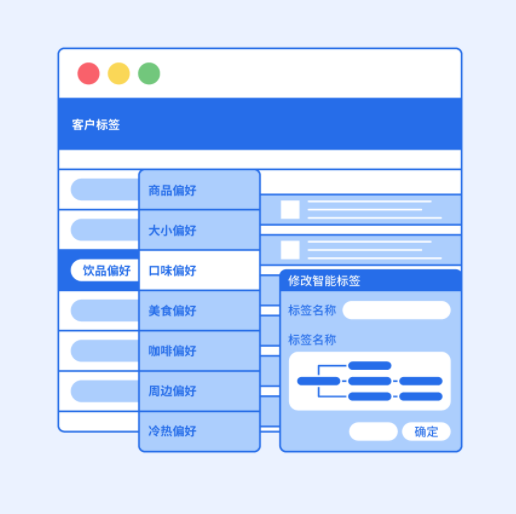 客户标签
商品偏好
大小偏好
饮品偏好
口味偏好
美食偏好
咖啡偏好
周边偏好
冷热偏好
修改智能标签
标签名称
标签名称
确定